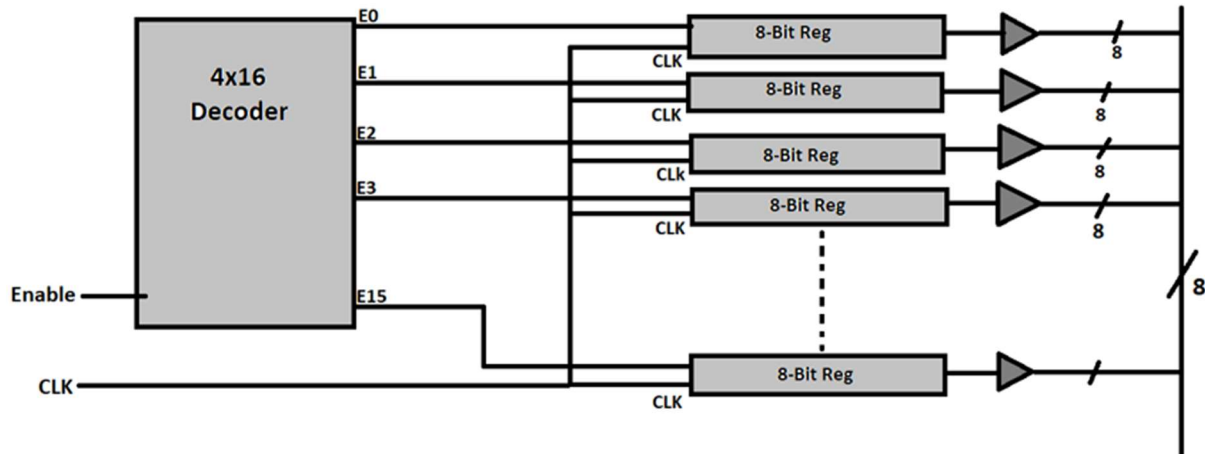 4x16
Decoder
E0
E1
E2
E3
E15
Enable
CLK
8-Bit Reg
CLK
8
8-Bit Reg
CLK
8
8-Bit Reg
CLk
8
8-Bit Reg
CLK
8
8
8-Bit Reg
CLK